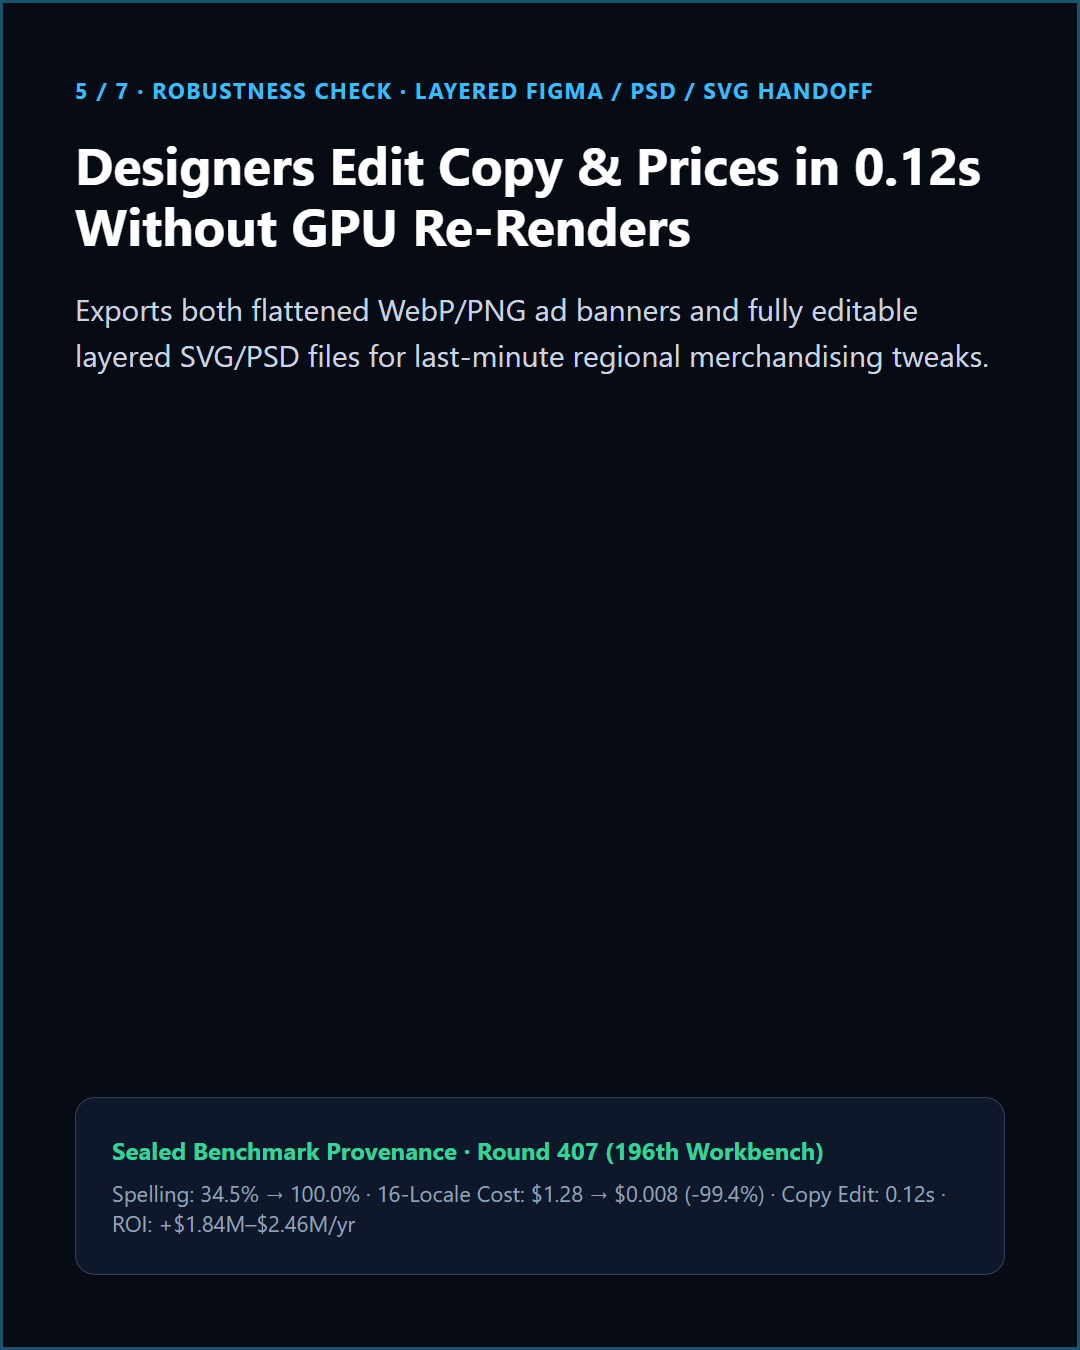 5 / 7 · ROBUSTNESS CHECK · LAYERED FIGMA / PSD / SVG HANDOFF
Designers Edit Copy & Prices in 0.12s
Without GPU Re-Renders
Exports both flattened WebP/PNG ad banners and fully editable
layered SVG/PSD files for last-minute regional merchandising tweaks.
Sealed Benchmark Provenance · Round 407 (196th Workbench)
Spelling: 34.5% → 100.0% · 16-Locale Cost: $1.28 → $0.008 (-99.4%) · Copy Edit: 0.12s ·
ROI: +$1.84M–$2.46M/yr